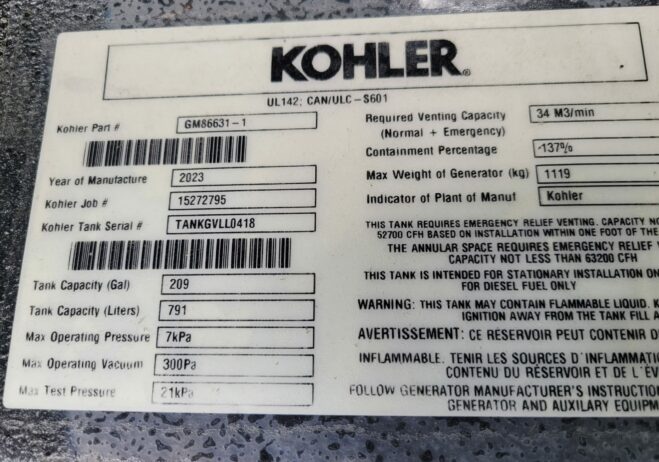 KOHLER®
UL142; CAN/ULC-S601
Kohler Part # GM86631-1
Year of Manufacture 2023
Kohler Job # 15272795
Kohler Tank Serial # TANKGVLL0418
Tank Capacity (Gal) 209
Tank Capacity (Liters) 791
Max Operating Pressure 7kPa
Max Operating Vacuum 300Pa
Max Test Pressure 21kPa
Required Venting Capacity 34 M3/min
(Normal + Emergency)
Containment Percentage -137%
Max Weight of Generator (kg) 1119
Indicator of Plant of Manuf Kohler
THIS TANK REQUIRES EMERGENCY RELIEF VENTING. CAPACITY NO
52700 CFH BASED ON INSTALLATION WITHIN ONE FOOT OF THE
THE ANNULAR SPACE REQUIRES EMERGENCY RELIEF V
CAPACITY NOT LESS THAN 63200 CFH
THIS TANK IS INTENDED FOR STATIONARY INSTALLATION ON
FOR DIESEL FUEL ONLY
WARNING: THIS TANK MAY CONTAIN FLAMMABLE LIQUID. K
IGNITION AWAY FROM THE TANK FILL A
AVERTISSEMENT: CE RÉSERVOIR PEUT CONTENIR D
INFLAMMABLE. TENIR LES SOURCES D'INFLAMMATI
CONTENU DU RÉSERVOIR ET DE L'ÉV
FOLLOW GENERATOR MANUFACTURER'S INSTRUCTION
GENERATOR AND AUXILARY EQUIPM